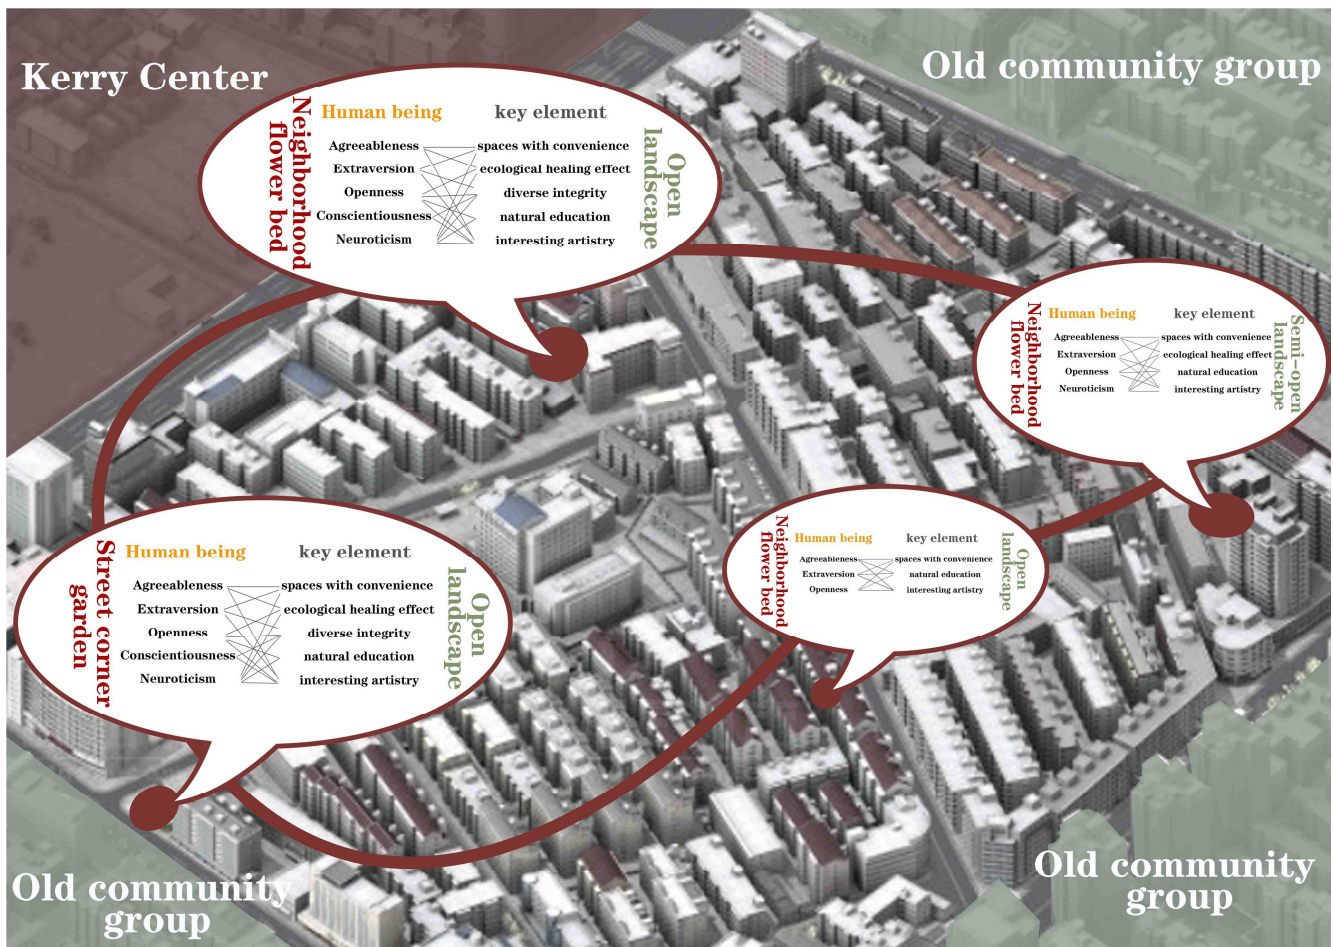 Kerry Center
Old community group
Neighborhood
flower bed
Human being
key element
Agreeableness
spaces with convenience
Extraversion
ecological healing effect
Openness
diverse integrity
Conscientiousness
natural education
Neuroticism
interesting artistry
Open
landscape
Neighborhood
flower bed
Human being
key element
Agreeableness
spaces with convenience
Extraversion
ecological healing effect
Openness
natural education
Neuroticism
interesting artistry
Semi-open
landscape
Street corner
garden
Human being
key element
Agreeableness
spaces with convenience
Extraversion
ecological healing effect
Openness
diverse integrity
Conscientiousness
natural education
Neuroticism
interesting artistry
Open
landscape
Neighborhood
flower bed
Human being
key element
Agreeableness
spaces with convenience
Extraversion
natural education
Openness
interesting artistry
Open
landscape
Old community
group
Old community
group